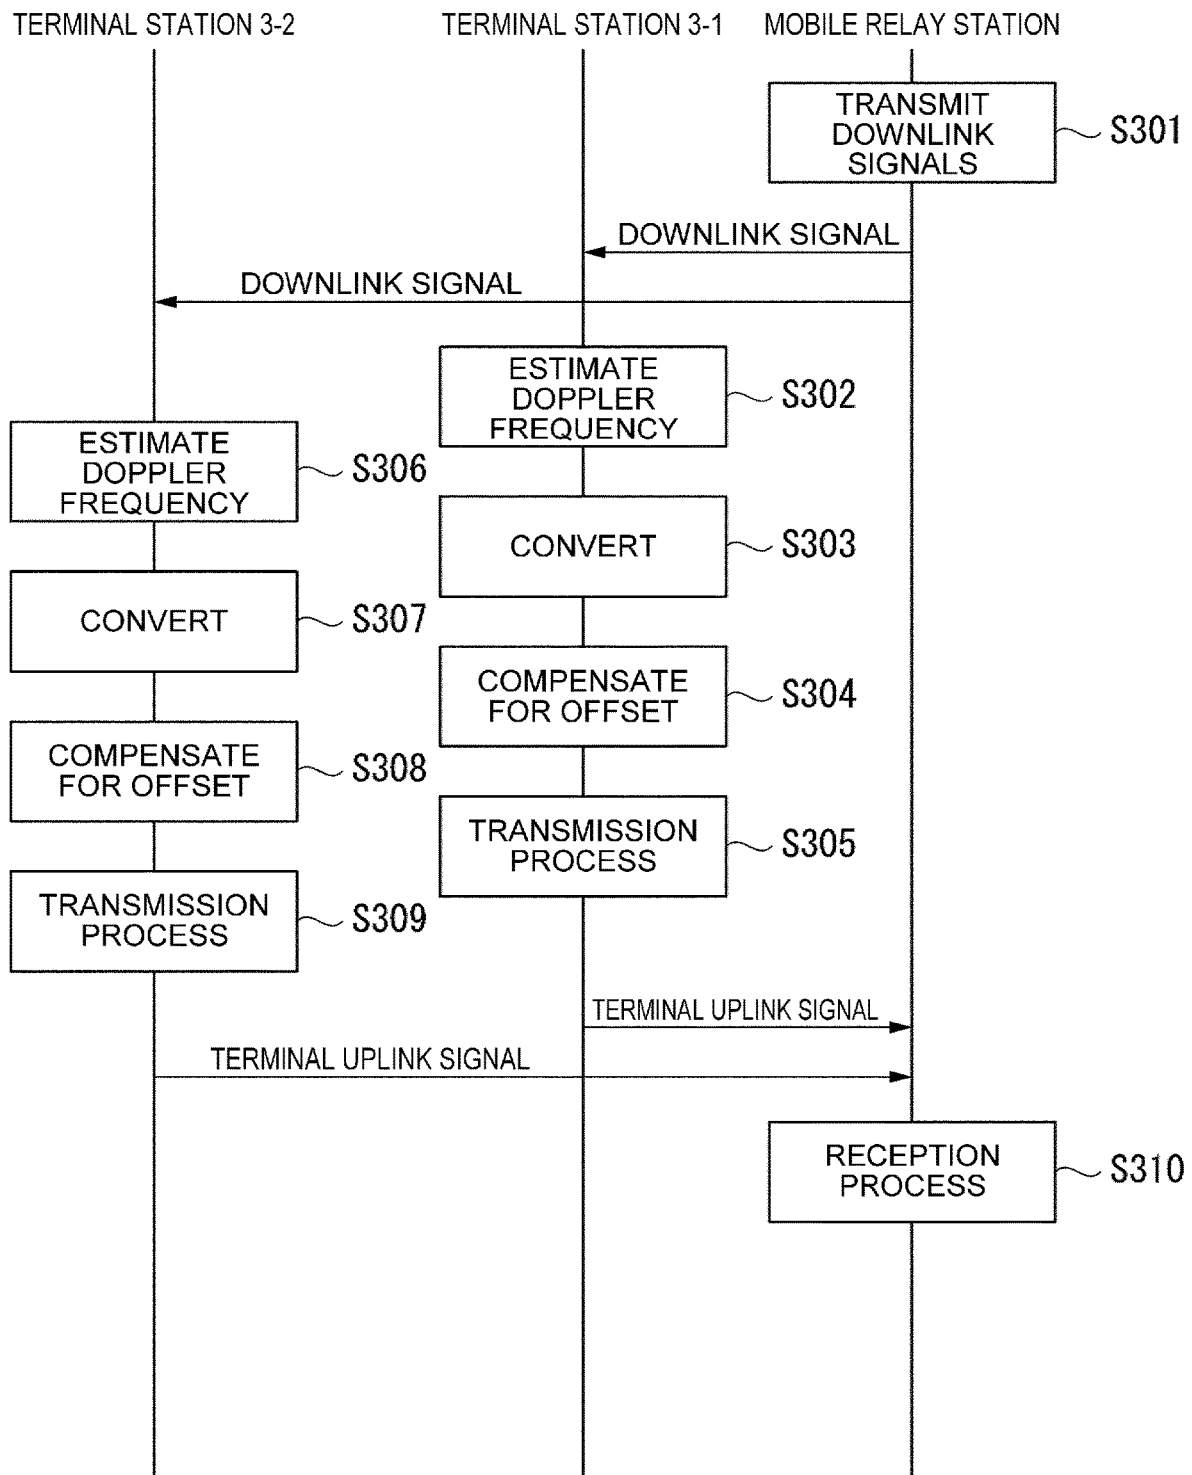 TERMINAL STATION 3-2
TERMINAL STATION 3-1
MOBILE RELAY STATION
TRANSMIT
DOWNLINK
SIGNALS
S301
DOWNLINK SIGNAL
DOWNLINK SIGNAL
ESTIMATE
DOPPLER
FREQUENCY
S302
ESTIMATE
DOPPLER
FREQUENCY
S306
CONVERT
S303
CONVERT
S307
COMPENSATE
FOR OFFSET
S304
COMPENSATE
FOR OFFSET
S308
TRANSMISSION
PROCESS
S305
TRANSMISSION
PROCESS
S309
TERMINAL UPLINK SIGNAL
TERMINAL UPLINK SIGNAL
RECEPTION
PROCESS
S310